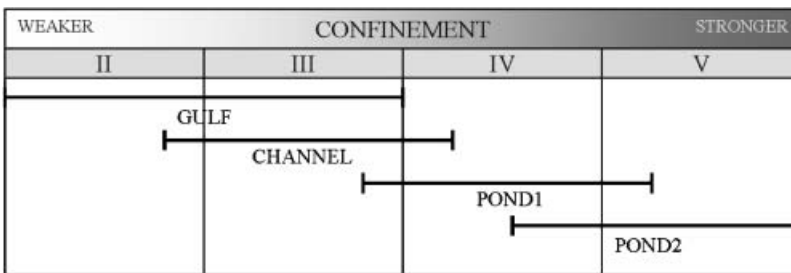 WEAKER CONFINEMENT STRONGER
II III IV V
GULF
CHANNEL
POND1
POND2